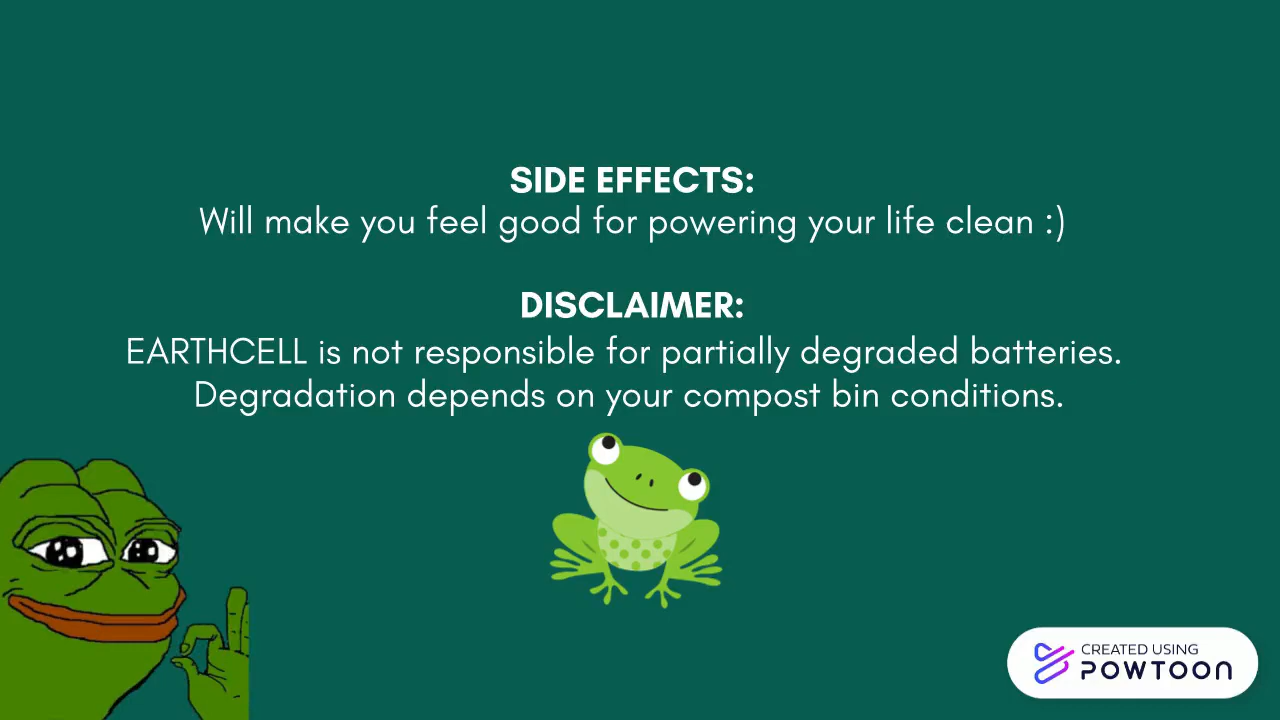 SIDE EFFECTS:
Will make you feel good for powering your life clean :)
DISCLAIMER:
EARTHCELL is not responsible for partially degraded batteries.
Degradation depends on your compost bin conditions.
CREATED USING
POWTOON